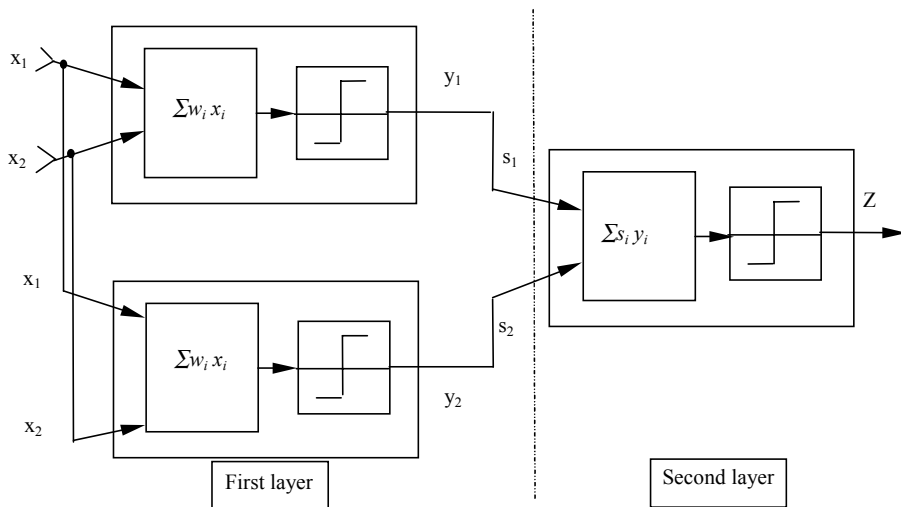 x₁
Σwᵢ xᵢ
y₁
x₂
s₁
Z
Σsᵢ yᵢ
x₁
s₂
Σwᵢ xᵢ
y₂
x₂
First layer
Second layer